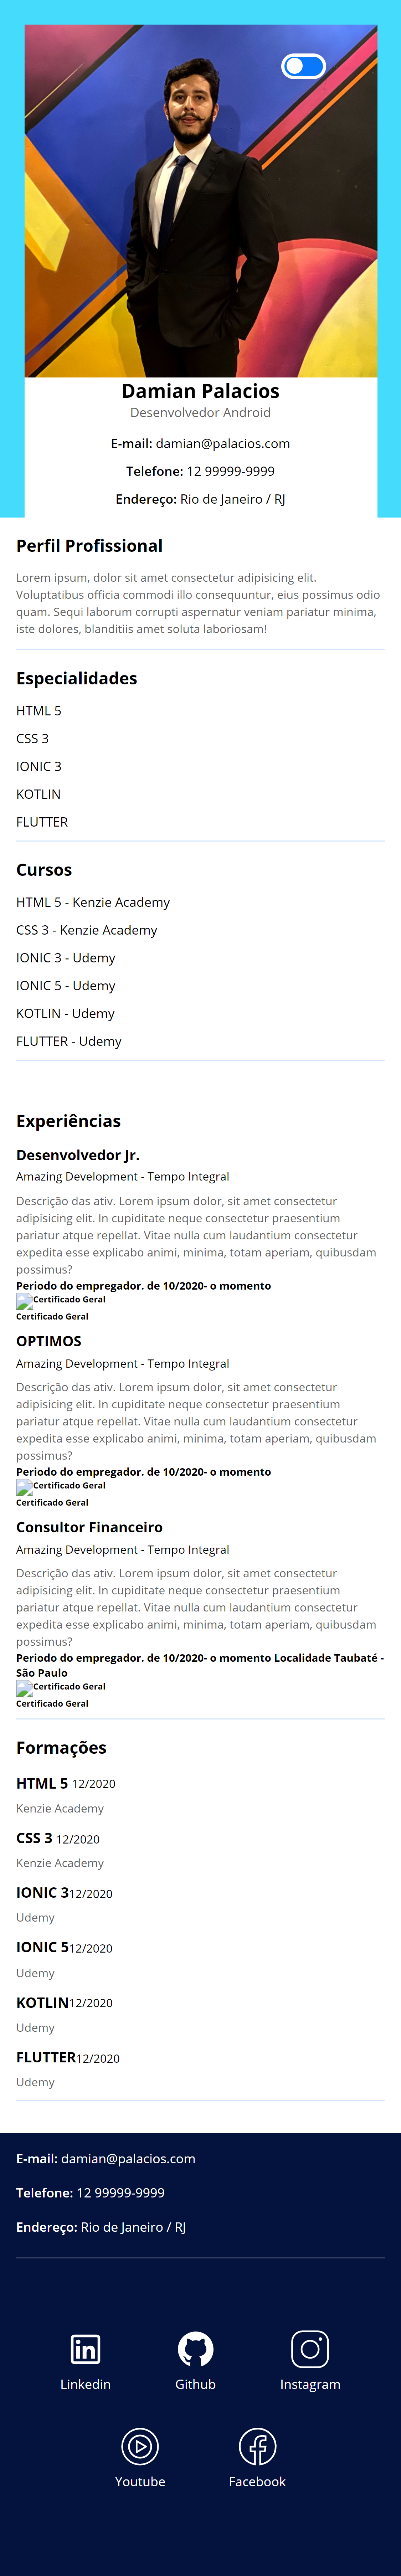 Damian Palacios
Desenvolvedor Android
E-mail: damian@palacios.com
Telefone: 12 99999-9999
Endereço: Rio de Janeiro / RJ
Perfil Profissional
Lorem ipsum, dolor sit amet consectetur adipisicing elit.
Voluptatibus officia commodi illo consequuntur, eius possimus odio
quam. Sequi laborum corrupti aspernatur veniam pariatur minima,
iste dolores, blanditiis amet soluta laboriosam!
Especialidades
HTML 5
CSS 3
IONIC 3
KOTLIN
FLUTTER
Cursos
HTML 5 - Kenzie Academy
CSS 3 - Kenzie Academy
IONIC 3 - Udemy
IONIC 5 - Udemy
KOTLIN - Udemy
FLUTTER - Udemy
Experiências
Desenvolvedor Jr.
Amazing Development - Tempo Integral
Descrição das ativ. Lorem ipsum dolor, sit amet consectetur
adipisicing elit. In cupiditate neque consectetur praesentium
pariatur atque repellat. Vitae nulla cum laudantium consectetur
expedita esse explicabo animi, minima, totam aperiam, quibusdam
possimus?
Periodo do empregador. de 10/2020- o momento
Certificado Geral
Certificado Geral
OPTIMOS
Amazing Development - Tempo Integral
Descrição das ativ. Lorem ipsum dolor, sit amet consectetur
adipisicing elit. In cupiditate neque consectetur praesentium
pariatur atque repellat. Vitae nulla cum laudantium consectetur
expedita esse explicabo animi, minima, totam aperiam, quibusdam
possimus?
Periodo do empregador. de 10/2020- o momento
Certificado Geral
Certificado Geral
Consultor Financeiro
Amazing Development - Tempo Integral
Descrição das ativ. Lorem ipsum dolor, sit amet consectetur
adipisicing elit. In cupiditate neque consectetur praesentium
pariatur atque repellat. Vitae nulla cum laudantium consectetur
expedita esse explicabo animi, minima, totam aperiam, quibusdam
possimus?
Periodo do empregador. de 10/2020- o momento Localidade Taubaté -
São Paulo
Certificado Geral
Certificado Geral
Formações
HTML 5 12/2020
Kenzie Academy
CSS 3 12/2020
Kenzie Academy
IONIC 312/2020
Udemy
IONIC 512/2020
Udemy
KOTLIN12/2020
Udemy
FLUTTER12/2020
Udemy
E-mail: damian@palacios.com
Telefone: 12 99999-9999
Endereço: Rio de Janeiro / RJ
Linkedin Github Instagram
Youtube Facebook